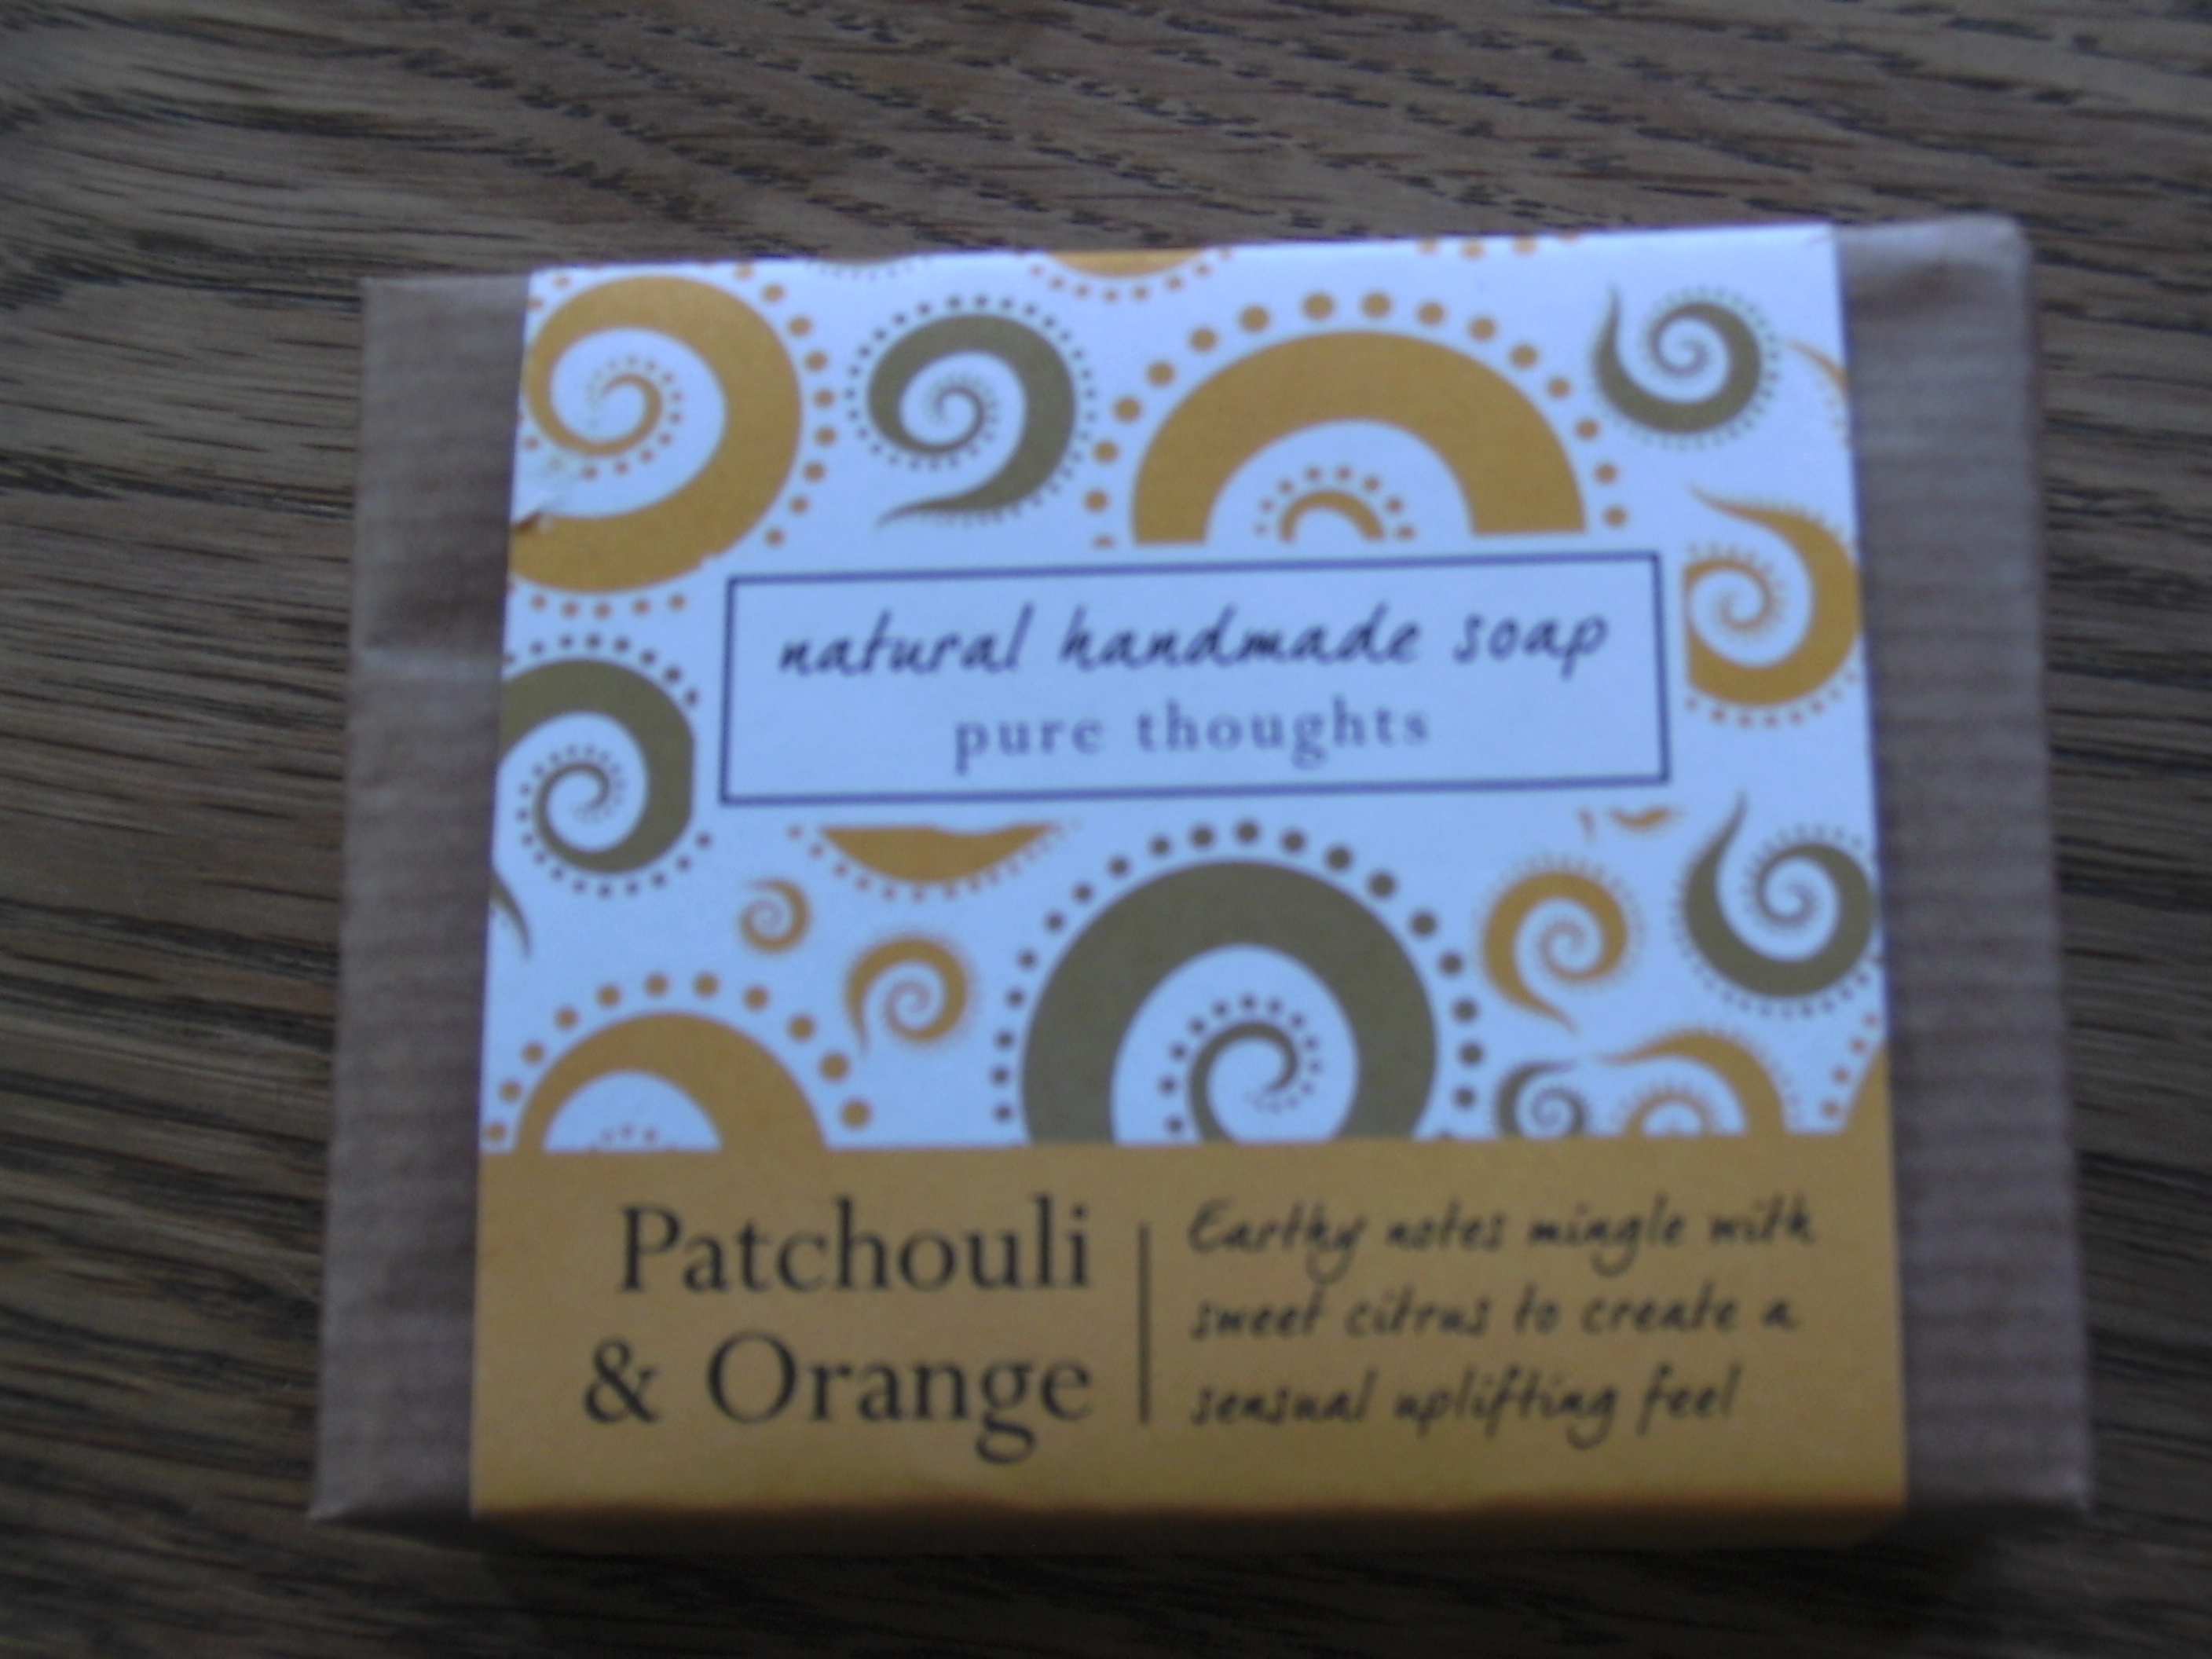 natural handmade soap
pure thoughts
Patchouli
& Orange
Earthy notes mingle with
sweet citrus to create a
sensual uplifting feel